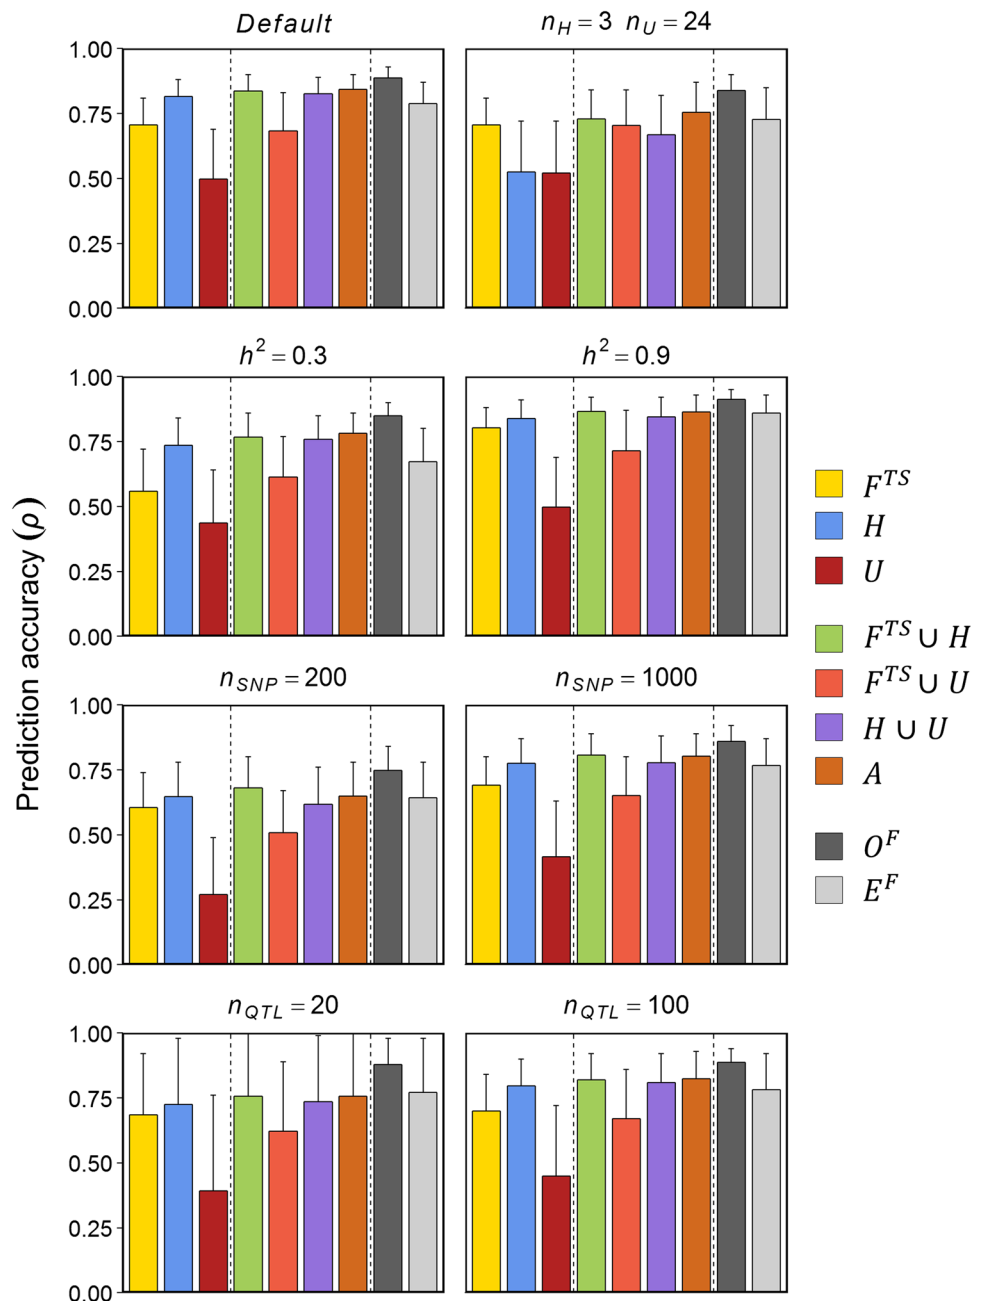 Default
n_H = 3 n_U = 24
1.00
0.75
0.50
0.25
0.00
h² = 0.3
h² = 0.9
1.00
0.75
0.50
0.25
0.00
n_SNP = 200
n_SNP = 1000
1.00
0.75
0.50
0.25
0.00
n_QTL = 20
n_QTL = 100
1.00
0.75
0.50
0.25
0.00
Prediction accuracy (ρ)
F^TS
H
U
F^TS ∪ H
F^TS ∪ U
H ∪ U
A
O^F
E^F